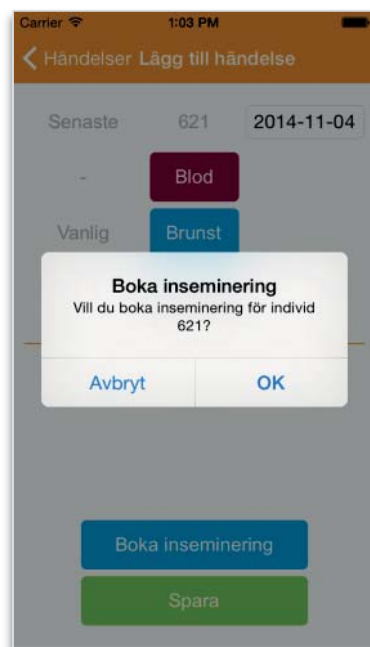 Carrier 1:03 PM
Händelser Lägg till händelse
Senaste 621 2014-11-04
- Blod
Vanlig Brunst
Boka inseminering
Vill du boka inseminering för individ
621?
Avbryt OK
Boka inseminering
Spara